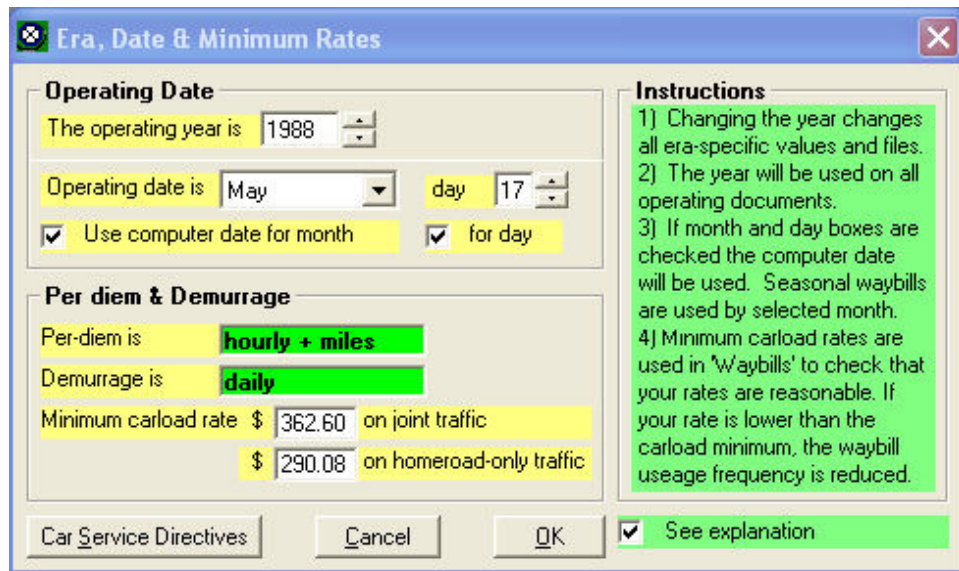 Era, Date & Minimum Rates
Operating Date
The operating year is 1988
Operating date is May day 17
Use computer date for month for day
Per diem & Demurrage
Per-diem is hourly + miles
Demurrage is daily
Minimum carload rate $ 362.60 on joint traffic
$ 290.08 on homeroad-only traffic
Instructions
1) Changing the year changes
all era-specific values and files.
2) The year will be used on all
operating documents.
3) If month and day boxes are
checked the computer date
will be used. Seasonal waybills
are used by selected month.
4) Minimum carload rates are
used in 'Waybills' to check that
your rates are reasonable. If
your rate is lower than the
carload minimum, the waybill
useage frequency is reduced.
Car Service Directives Cancel OK See explanation